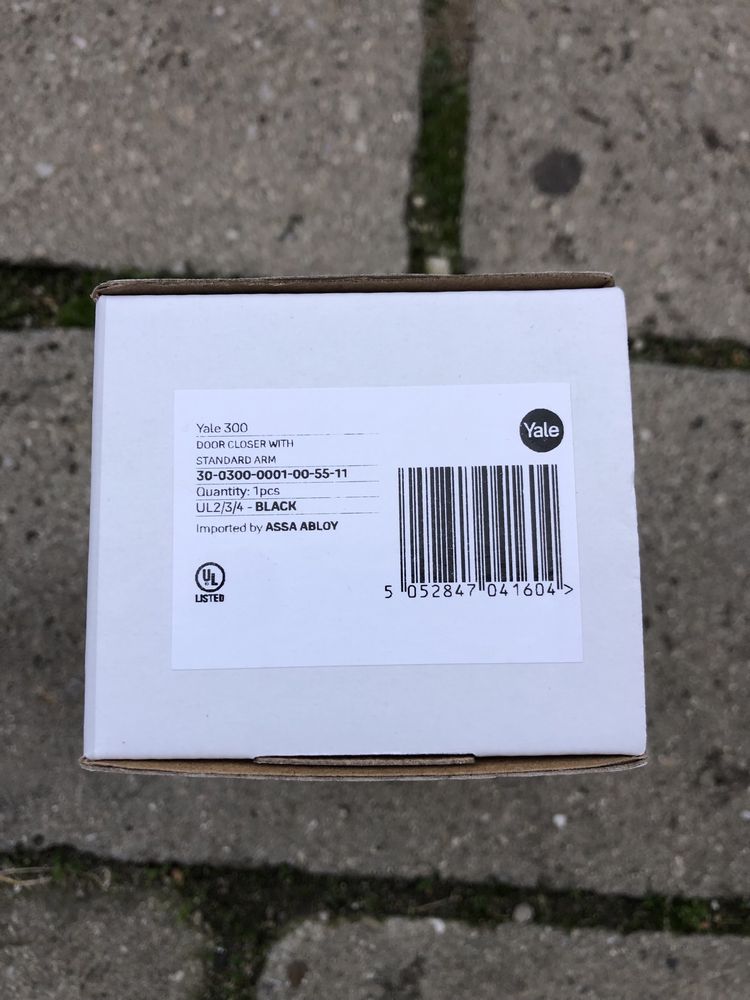 Yale 300
DOOR CLOSER WITH
STANDARD ARM
30-0300-0001-00-55-11
Quantity: 1pcs
UL2/3/4 - BLACK
Imported by ASSA ABLOY
UL
LISTED
Yale
5 052847 041604 >